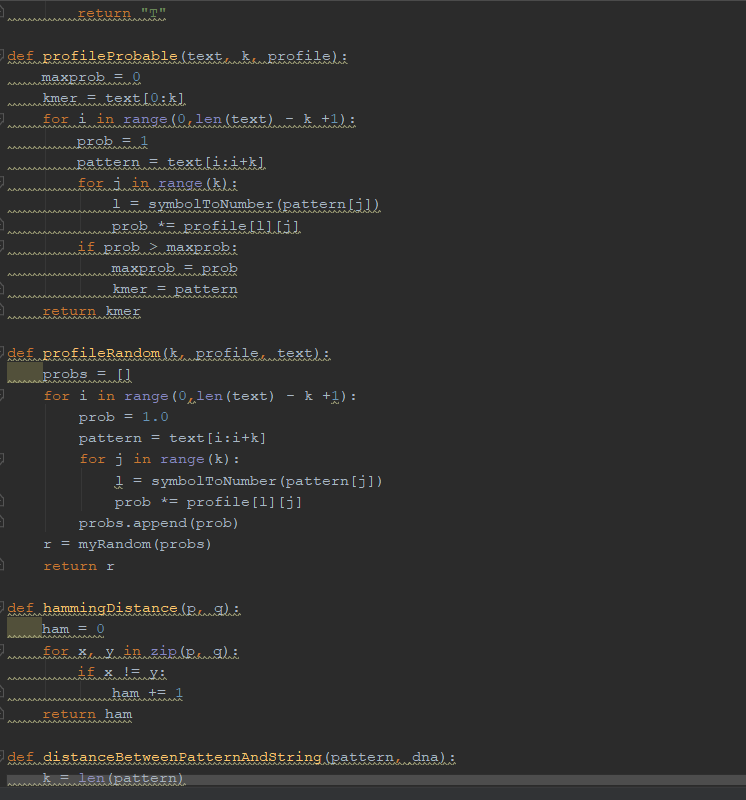 return "T"

def profileProbable(text, k, profile):
    maxprob = 0
    kmer = text[0:k]
    for i in range(0,len(text) - k +1):
        prob = 1
        pattern = text[i:i+k]
        for j in range(k):
            l = symbolToNumber(pattern[j])
            prob *= profile[l][j]
        if prob > maxprob:
            maxprob = prob
            kmer = pattern
    return kmer

def profileRandom(k, profile, text):
    probs = []
    for i in range(0,len(text) - k +1):
        prob = 1.0
        pattern = text[i:i+k]
        for j in range(k):
            l = symbolToNumber(pattern[j])
            prob *= profile[l][j]
        probs.append(prob)
    r = myRandom(probs)
    return r

def hammingDistance(p, q):
    ham = 0
    for x, y in zip(p, q):
        if x != y:
            ham += 1
    return ham

def distanceBetweenPatternAndString(pattern, dna):
    k = len(pattern)